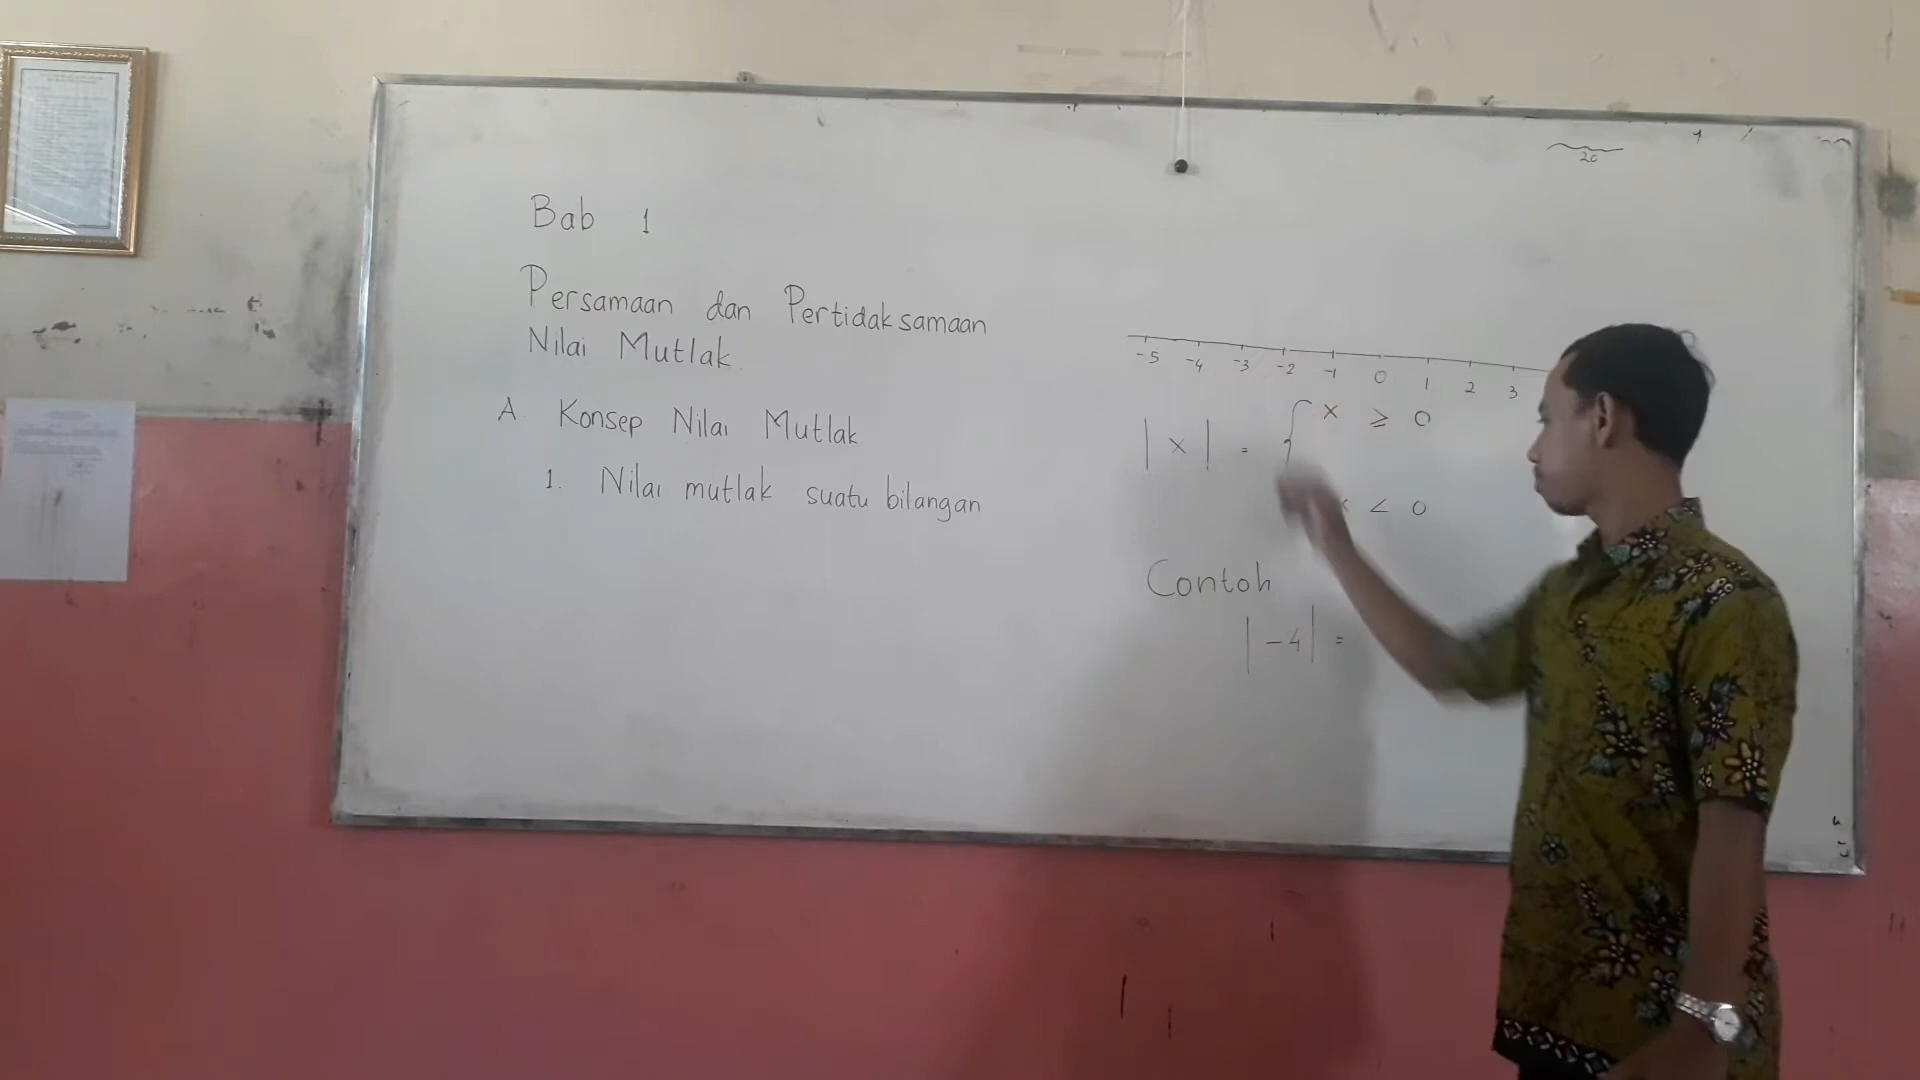 20
Bab 1
Persamaan dan Pertidaksamaan
Nilai Mutlak.
A Konsep Nilai Mutlak
1. Nilai mutlak suatu bilangan
-5 -4 -3 -2 -1 0 1 2 3
x ≥ 0
|x| =
x < 0
Contoh
|-4| =